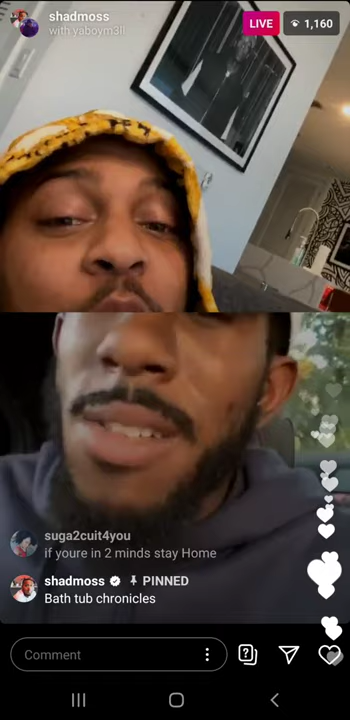 shadmoss
with yaboym3ll
LIVE
1,160
suga2cuit4you
if youre in 2 minds stay Home
shadmoss PINNED
Bath tub chronicles
Comment